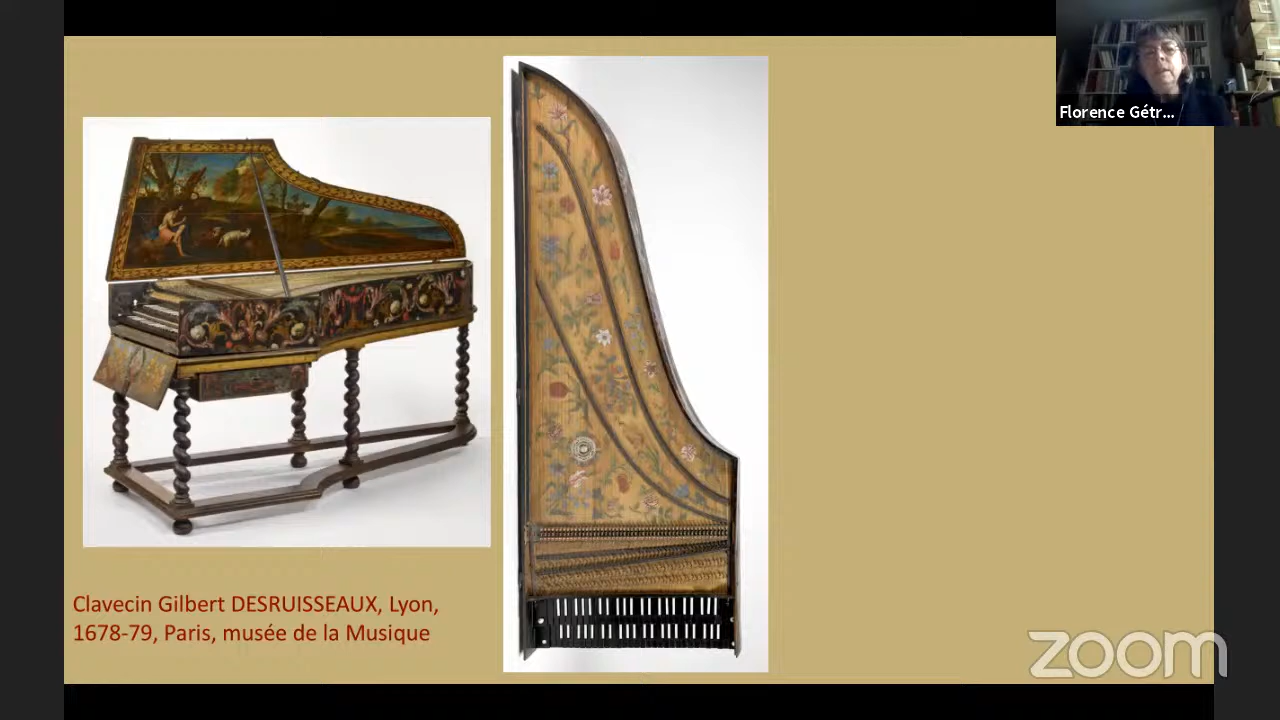 Florence Gétr...
Clavecin Gilbert DESRUISSEAUX, Lyon,
1678-79, Paris, musée de la Musique
zoom